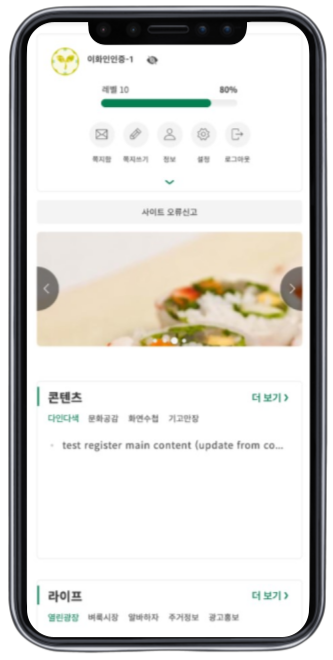 이화인인증-1
레벨 10 80%
쪽지함 쪽지쓰기 정보 설정 로그아웃
사이트 오류신고
콘텐츠 더 보기
다인다색 문화공감 화연수첩 기고만장
test register main content (update from co...
라이프 더 보기
열린광장 벼룩시장 알바하자 주거정보 광고홍보